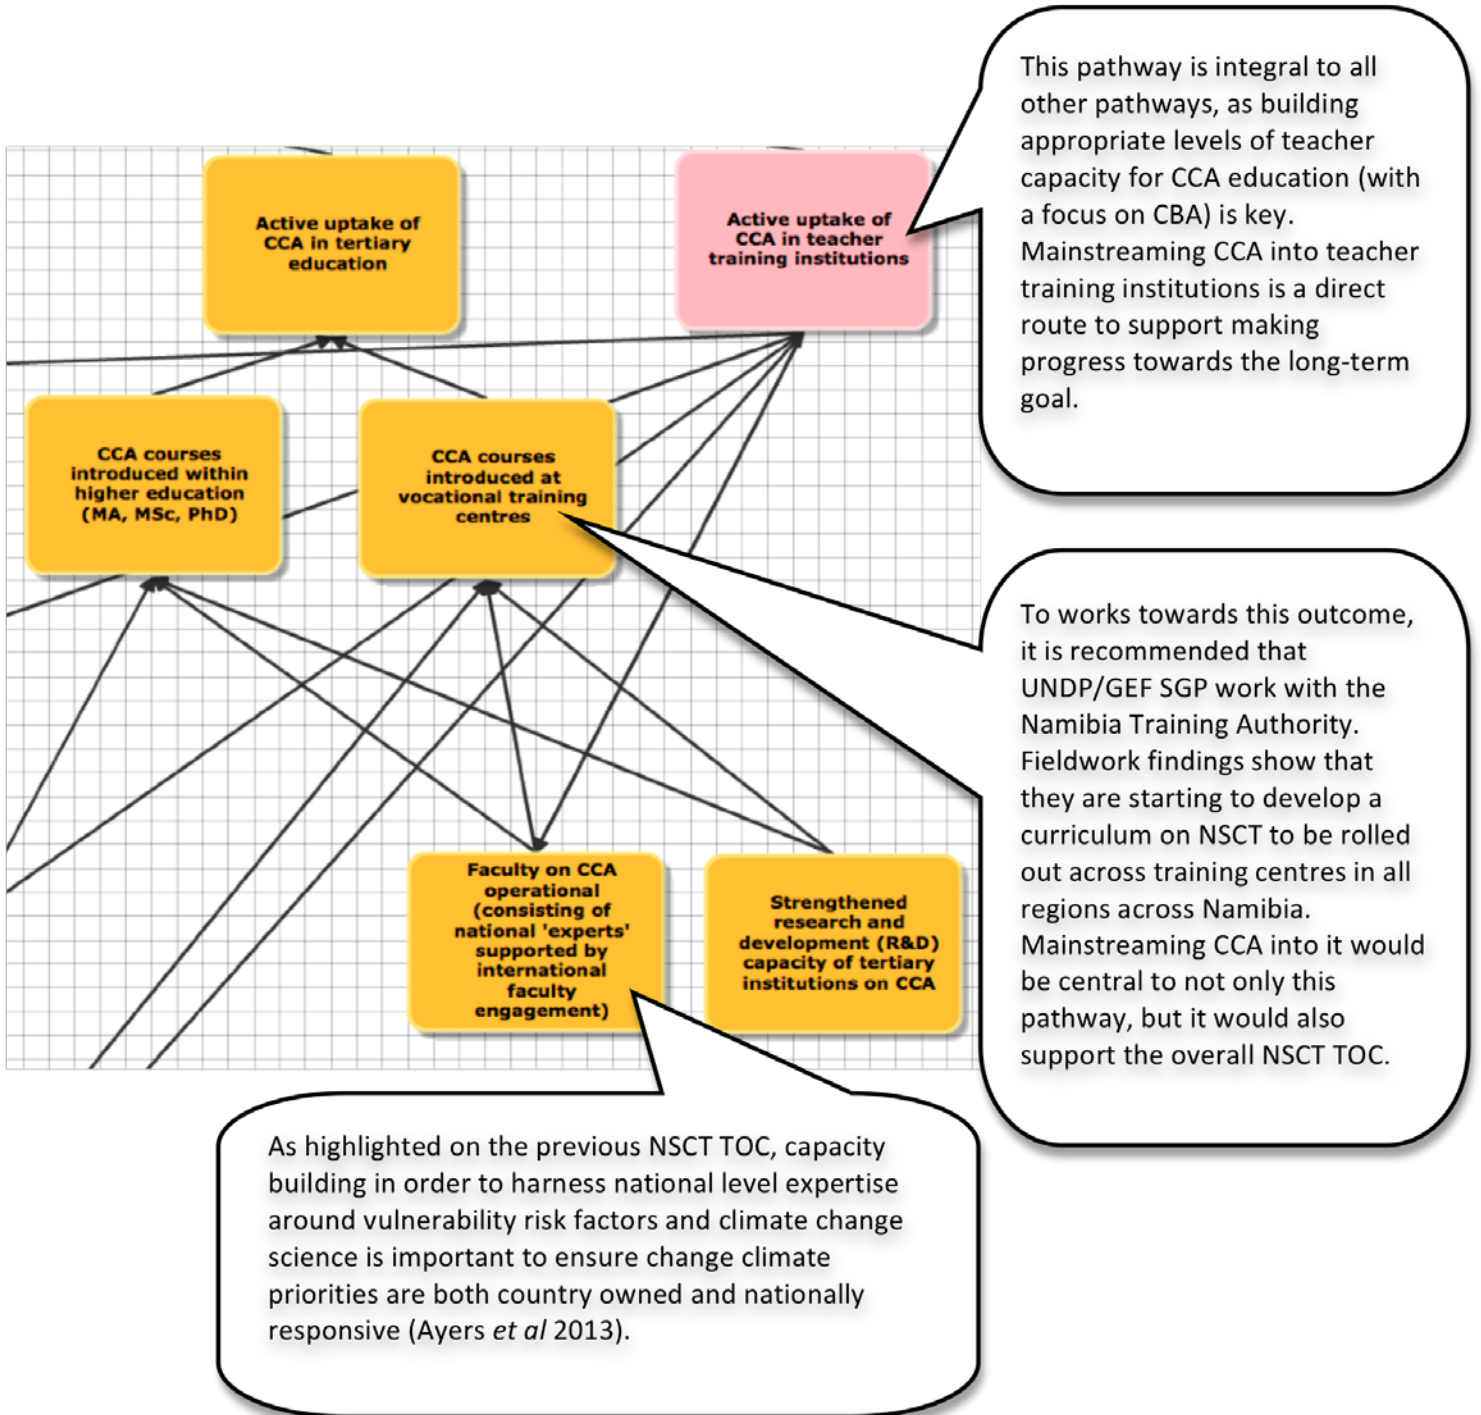 This pathway is integral to all
other pathways, as building
appropriate levels of teacher
capacity for CCA education (with
a focus on CBA) is key.
Mainstreaming CCA into teacher
training institutions is a direct
route to support making
progress towards the long-term
goal.
Active uptake of
CCA in tertiary
education
Active uptake of
CCA in teacher
training institutions
CCA courses
introduced within
higher education
(MA, MSc, PhD)
CCA courses
introduced at
vocational training
centres
To works towards this outcome,
it is recommended that
UNDP/GEF SGP work with the
Namibia Training Authority.
Fieldwork findings show that
they are starting to develop a
curriculum on NSCT to be rolled
out across training centres in all
regions across Namibia.
Mainstreaming CCA into it would
be central to not only this
pathway, but it would also
support the overall NSCT TOC.
Faculty on CCA
operational
(consisting of
national 'experts'
supported by
international
faculty
engagement)
Strengthened
research and
development (R&D)
capacity of tertiary
institutions on CCA
As highlighted on the previous NSCT TOC, capacity
building in order to harness national level expertise
around vulnerability risk factors and climate change
science is important to ensure change climate
priorities are both country owned and nationally
responsive (Ayers et al 2013).